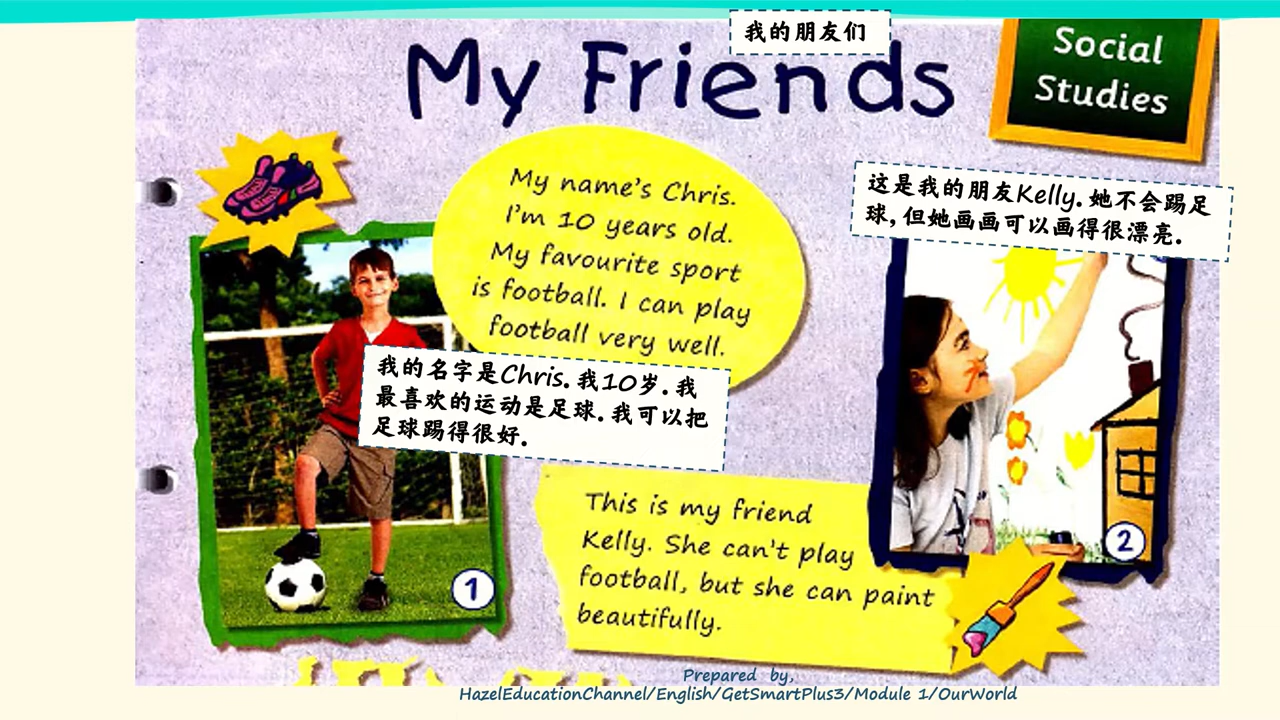 我的朋友们
My Friends
Social
Studies
My name's Chris.
I'm 10 years old.
My favourite sport
is football. I can play
football very well.
这是我的朋友Kelly. 她不会踢足
球, 但她画画可以画得很漂亮.
我的名字是Chris. 我10岁. 我
最喜欢的运动是足球. 我可以把
足球踢得很好.
1
This is my friend
Kelly. She can't play
football, but she can paint
beautifully.
2
Prepared by,
HazelEducationChannel/English/GetSmartPlus3/Module 1/OurWorld